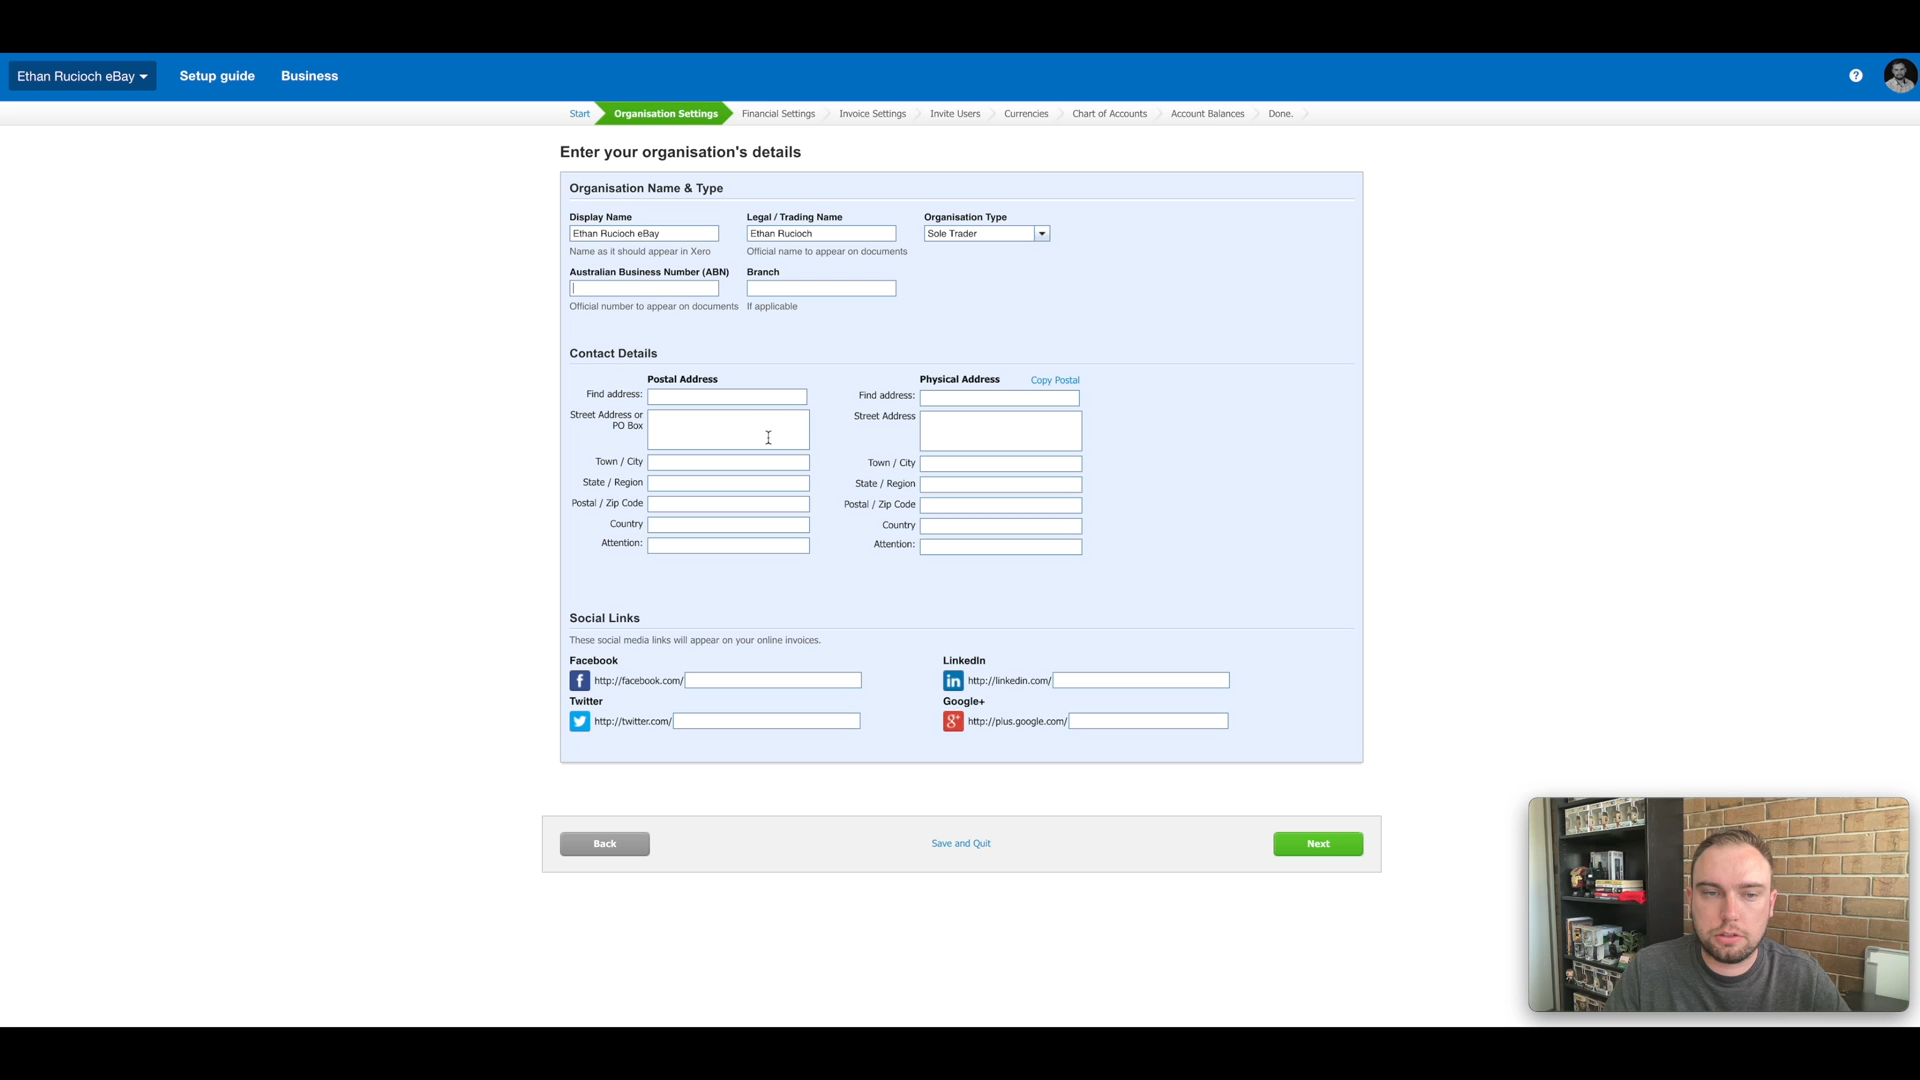 Ethan Rucioch eBay
Setup guide
Business
?
Start
Organisation Settings
Financial Settings
Invoice Settings
Invite Users
Currencies
Chart of Accounts
Account Balances
Done.
Enter your organisation's details
Organisation Name & Type
Display Name
Legal / Trading Name
Organisation Type
Ethan Rucioch eBay
Ethan Rucioch
Sole Trader
Name as it should appear in Xero
Official name to appear on documents
Australian Business Number (ABN)
Branch
Official number to appear on documents
If applicable
Contact Details
Postal Address
Find address:
Street Address or
PO Box
Town / City
State / Region
Postal / Zip Code
Country
Attention:
Physical Address
Copy Postal
Find address:
Street Address
Town / City
State / Region
Postal / Zip Code
Country
Attention:
Social Links
These social media links will appear on your online invoices.
Facebook
http://facebook.com/
LinkedIn
http://linkedin.com/
Twitter
http://twitter.com/
Google+
http://plus.google.com/
Back
Save and Quit
Next